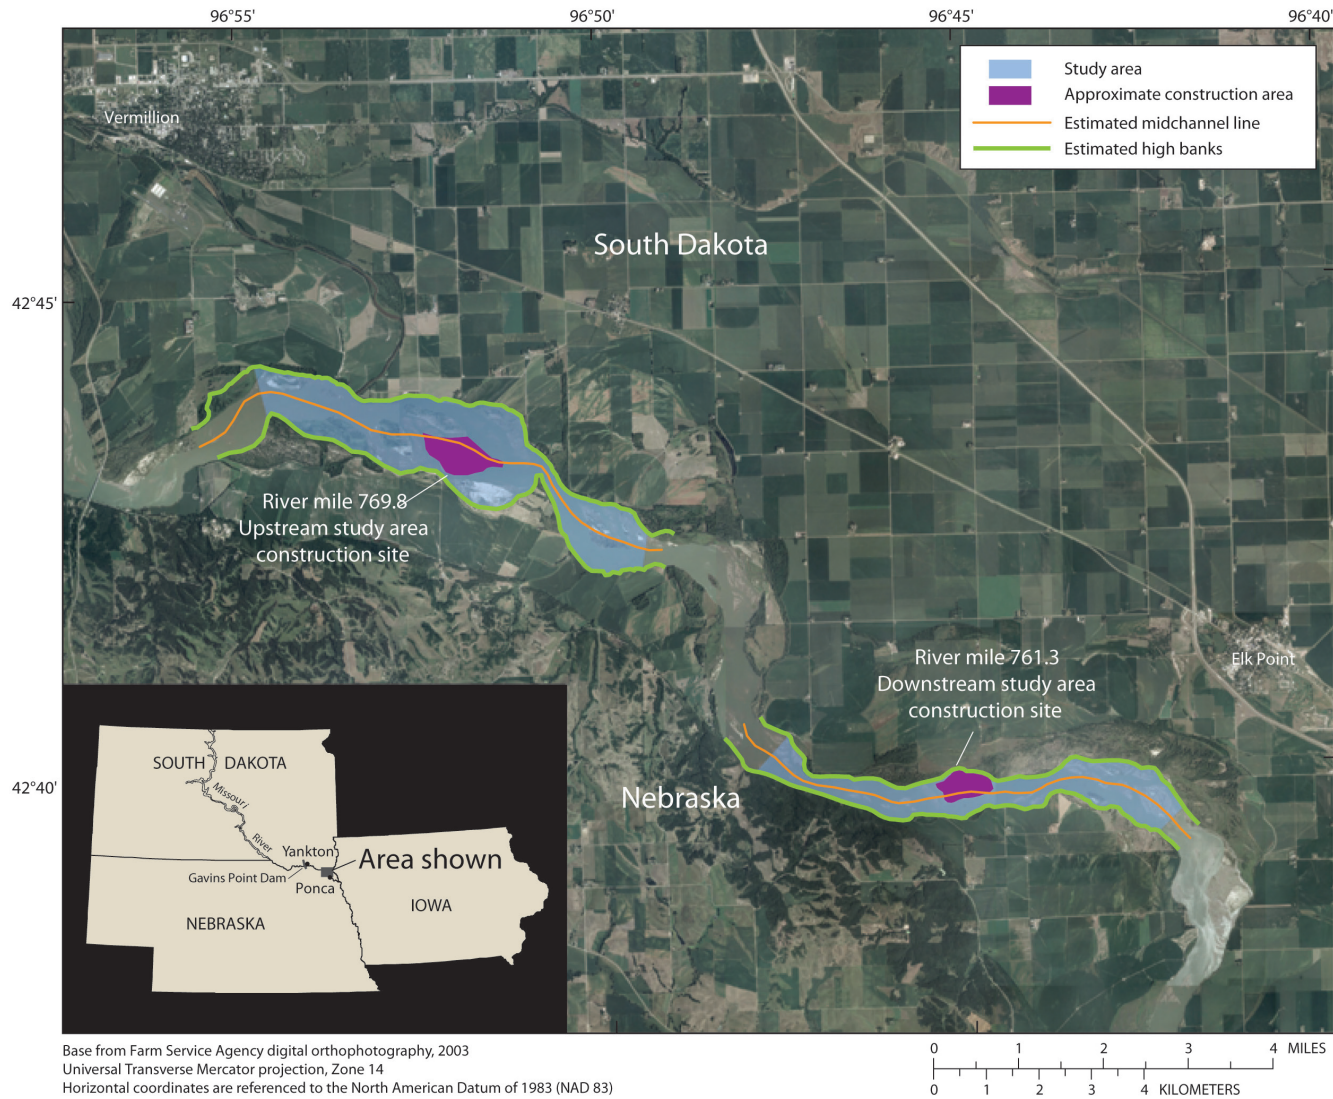 96°55'
96°50'
96°45'
96°40'
Study area
Approximate construction area
Estimated midchannel line
Estimated high banks
Vermillion
South Dakota
42°45'
River mile 769.8
Upstream study area
construction site
River mile 761.3
Downstream study area
construction site
Elk Point
42°40'
Nebraska
SOUTH DAKOTA
Missouri
River
Yankton
Area shown
Gavins Point Dam
Ponca
IOWA
NEBRASKA
Base from Farm Service Agency digital orthophotography, 2003
Universal Transverse Mercator projection, Zone 14
Horizontal coordinates are referenced to the North American Datum of 1983 (NAD 83)
0 1 2 3 4 MILES
0 1 2 3 4 KILOMETERS